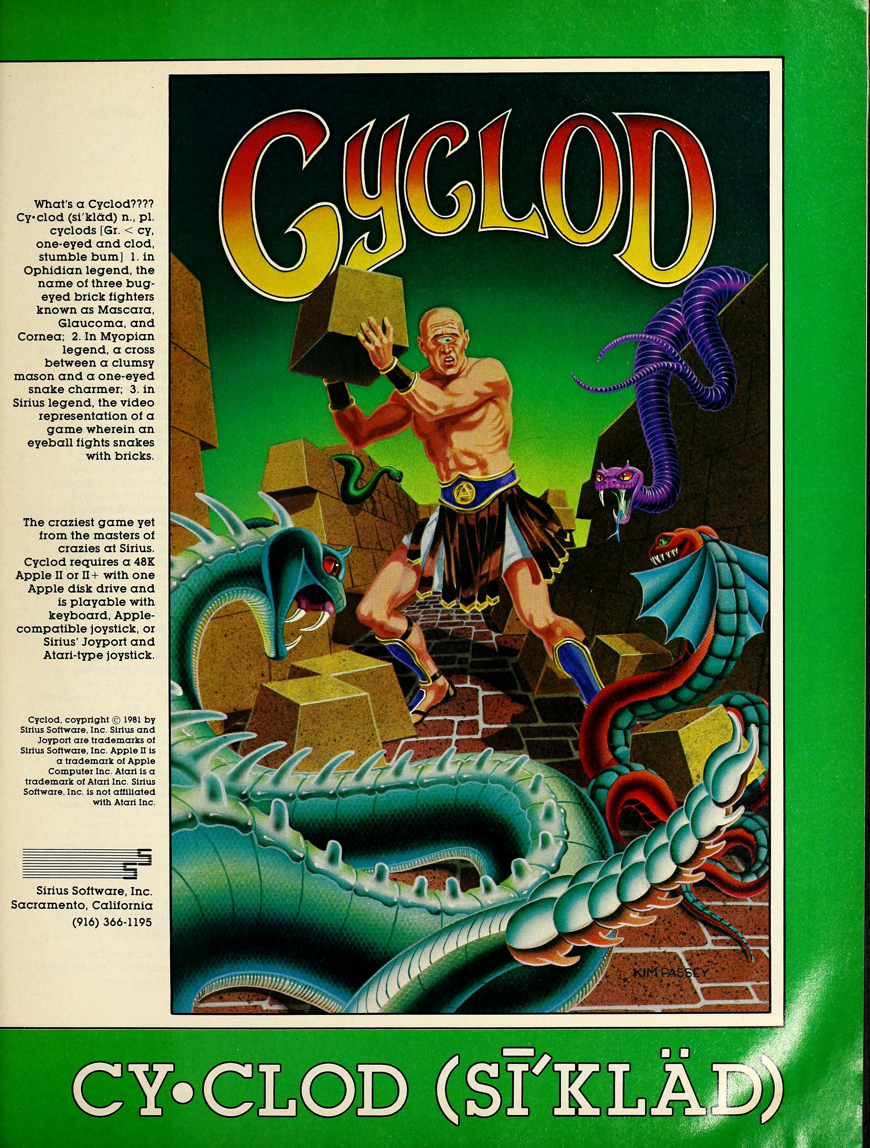 CYCLOD
What's a Cyclod????
Cy•clod (si′kläd) n., pl.
cyclods [Gr. < cy,
one-eyed and clod,
stumble bum] 1. in
Ophidian legend, the
name of three bug-
eyed brick fighters
known as Mascara,
Glaucoma, and
Cornea; 2. In Myopian
legend, a cross
between a clumsy
mason and a one-eyed
snake charmer; 3. in
Sirius legend, the video
representation of a
game wherein an
eyeball fights snakes
with bricks.
The craziest game yet
from the masters of
crazies at Sirius.
Cyclod requires a 48K
Apple II or II+ with one
Apple disk drive and
is playable with
keyboard, Apple-
compatible joystick, or
Sirius' Joyport and
Atari-type joystick.
Cyclod, copyright © 1981 by
Sirius Software, Inc. Sirius and
Joyport are trademarks of
Sirius Software, Inc. Apple II is
a trademark of Apple
Computer Inc. Atari is a
trademark of Atari Inc. Sirius
Software, Inc. is not affiliated
with Atari Inc.
SS
Sirius Software, Inc.
Sacramento, California
(916) 366-1195
KIM PASSEY
CY•CLOD (SĪ′KLÄD)